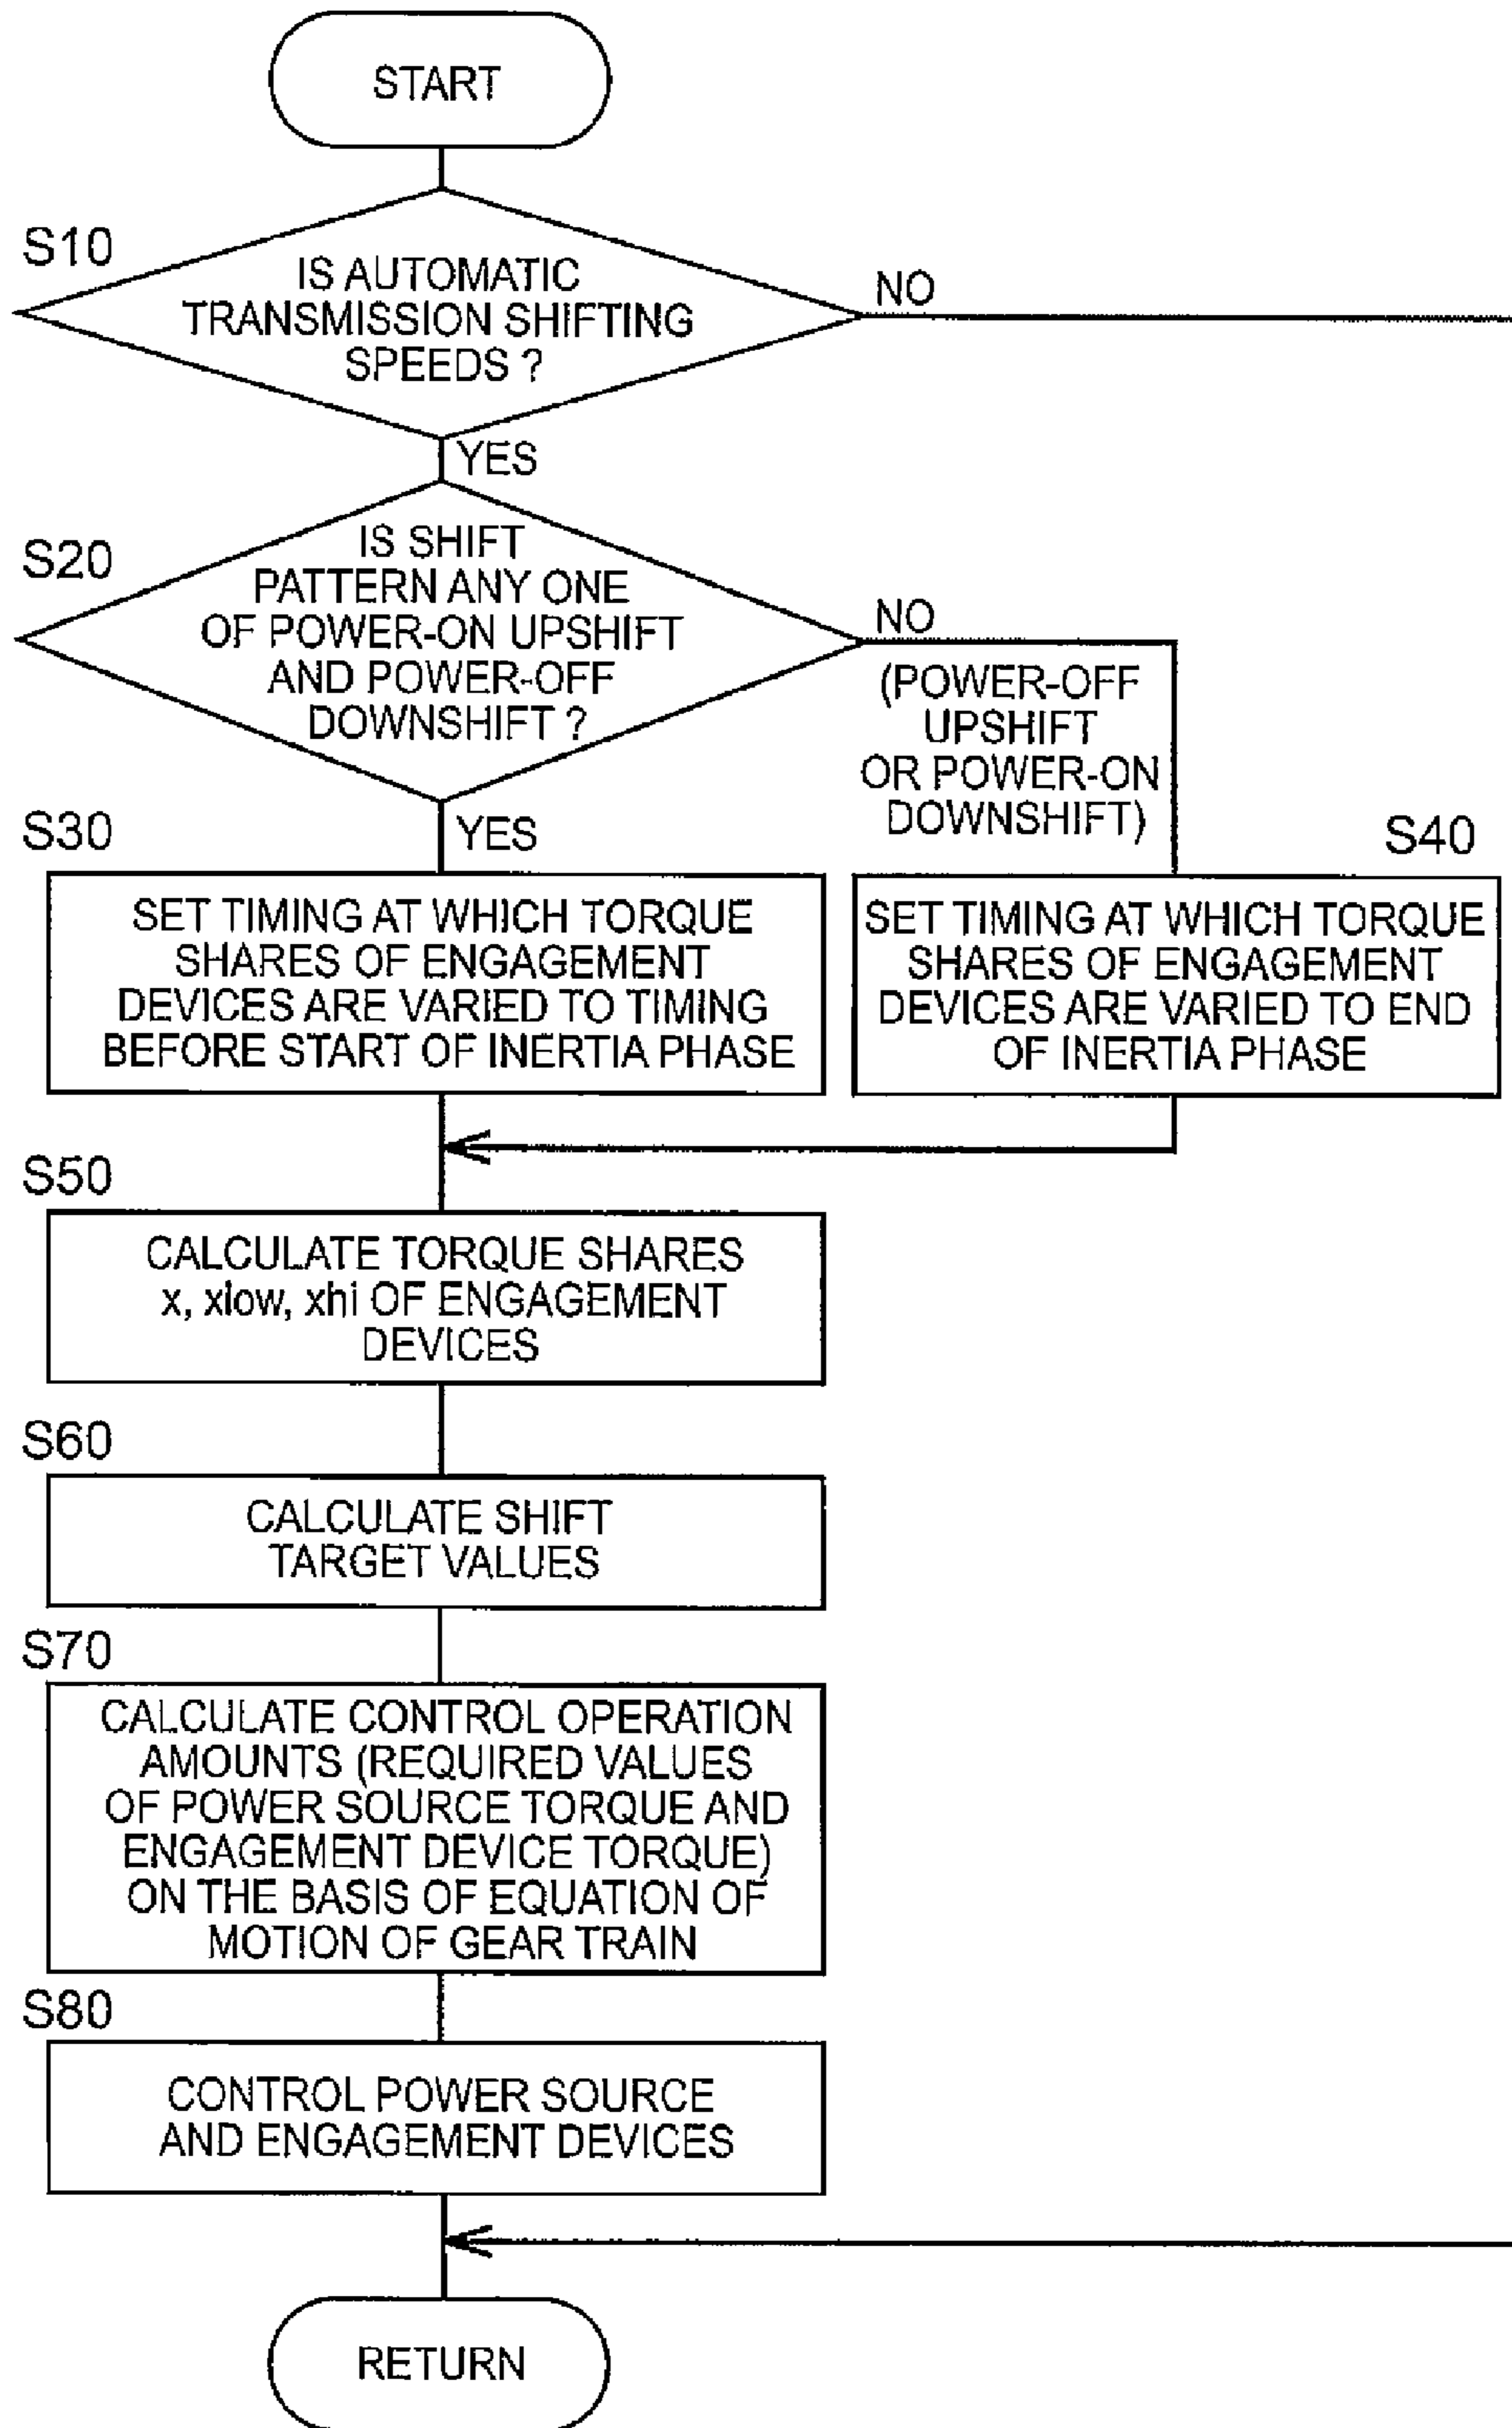 START
S10
IS AUTOMATIC
TRANSMISSION SHIFTING
SPEEDS ?
NO
YES
S20
IS SHIFT
PATTERN ANY ONE
OF POWER-ON UPSHIFT
AND POWER-OFF
DOWNSHIFT ?
NO
(POWER-OFF
UPSHIFT
OR POWER-ON
DOWNSHIFT)
YES
S30
SET TIMING AT WHICH TORQUE
SHARES OF ENGAGEMENT
DEVICES ARE VARIED TO TIMING
BEFORE START OF INERTIA PHASE
S40
SET TIMING AT WHICH TORQUE
SHARES OF ENGAGEMENT
DEVICES ARE VARIED TO END
OF INERTIA PHASE
S50
CALCULATE TORQUE SHARES
x, xlow, xhi OF ENGAGEMENT
DEVICES
S60
CALCULATE SHIFT
TARGET VALUES
S70
CALCULATE CONTROL OPERATION
AMOUNTS (REQUIRED VALUES
OF POWER SOURCE TORQUE AND
ENGAGEMENT DEVICE TORQUE)
ON THE BASIS OF EQUATION OF
MOTION OF GEAR TRAIN
S80
CONTROL POWER SOURCE
AND ENGAGEMENT DEVICES
RETURN